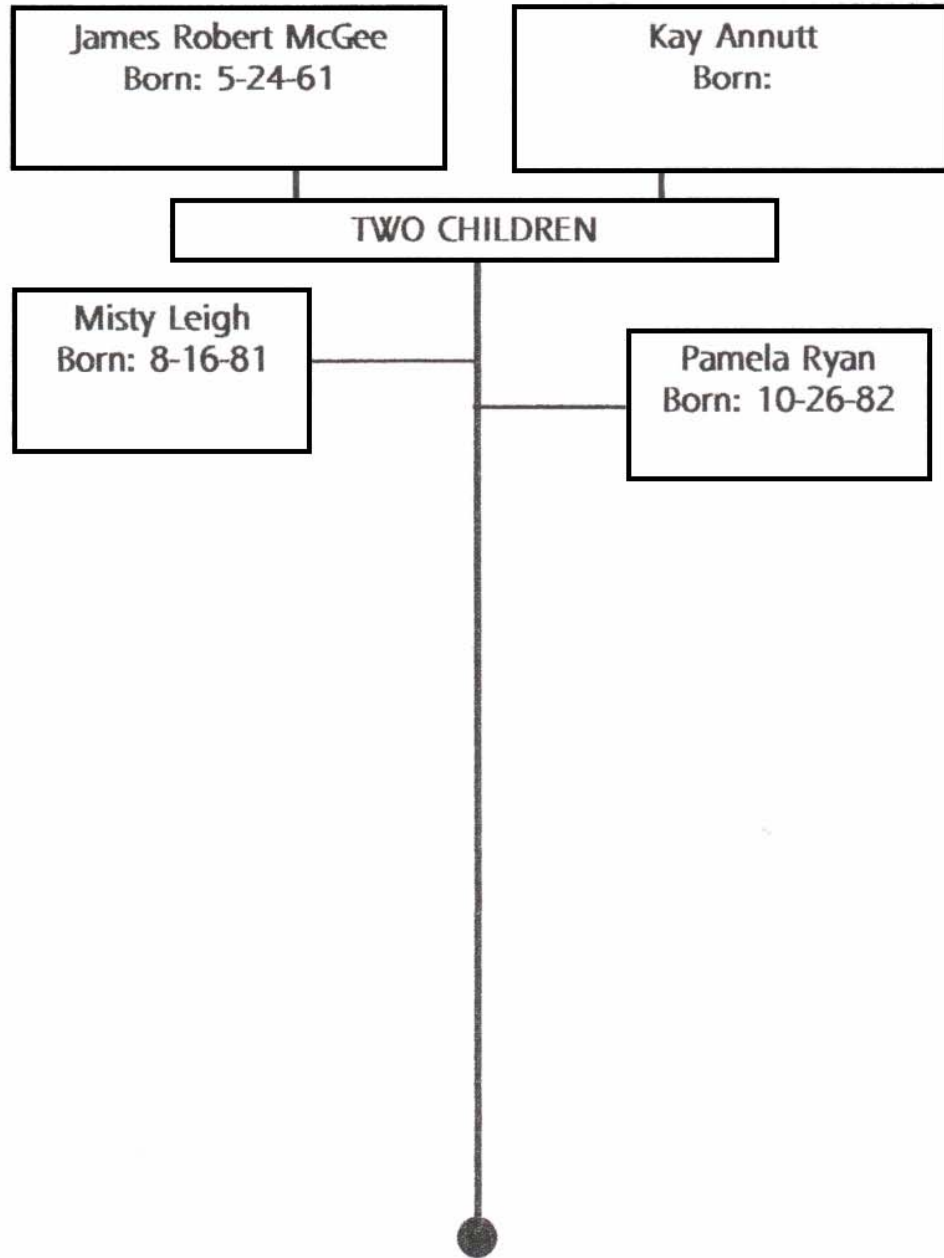 James Robert McGee
Born: 5-24-61
Kay Annutt
Born:
TWO CHILDREN
Misty Leigh
Born: 8-16-81
Pamela Ryan
Born: 10-26-82